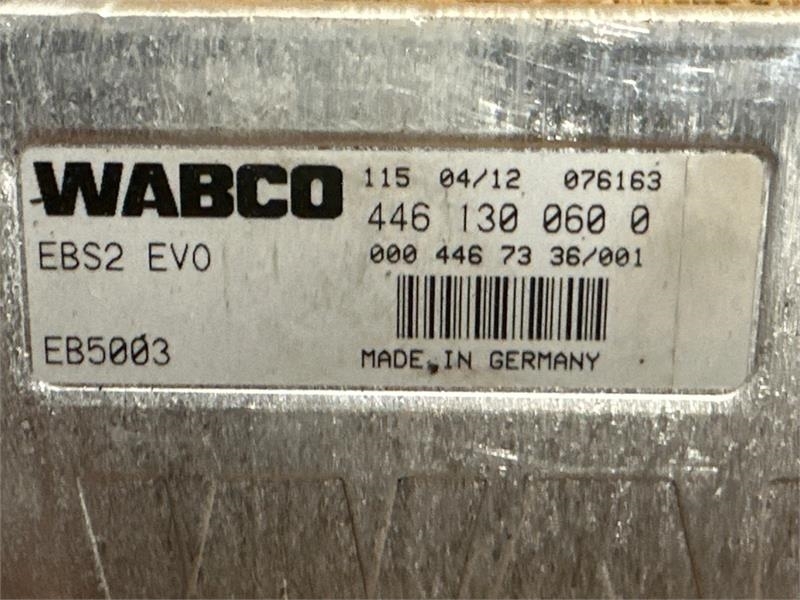 WABCO
115 04/12 076163
446 130 060 0
EBS2 EVO
000 446 73 36/001
EB5003
MADE IN GERMANY